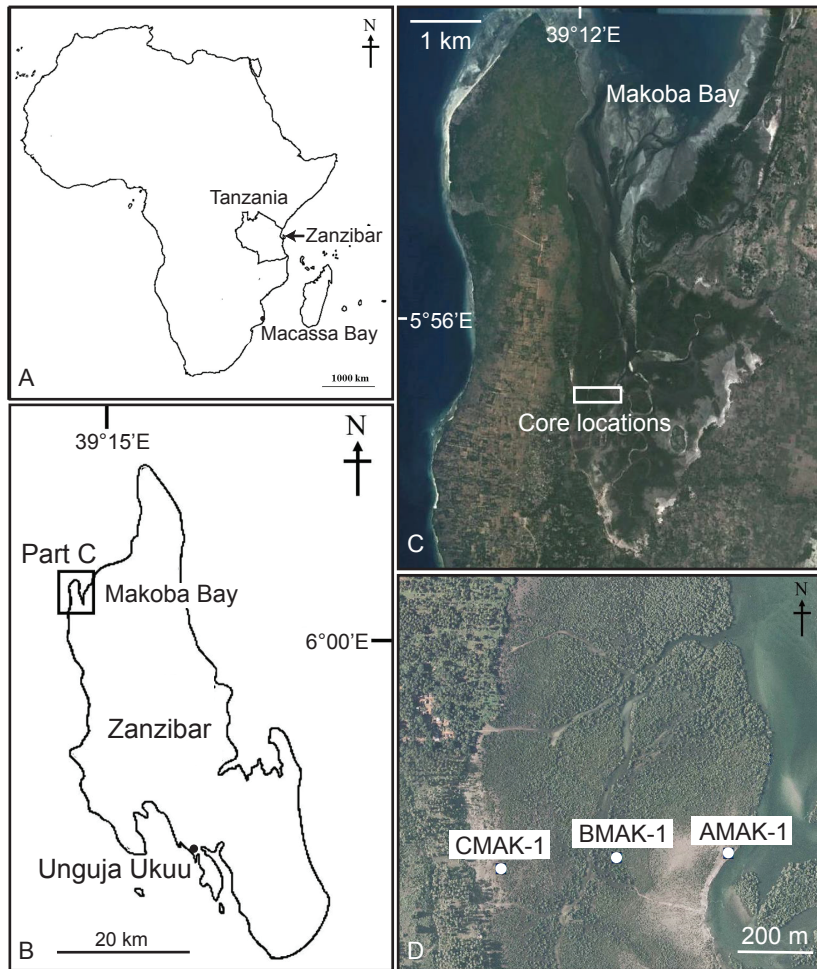 N
Tanzania
Zanzibar
Macassa Bay
A
1000 km
39°15’E
N
Part C
Makoba Bay
6°00’E
Zanzibar
Unguja Ukuu
B
20 km
1 km
39°12’E
Makoba Bay
5°56’E
Core locations
C
N
CMAK-1
BMAK-1
AMAK-1
D
200 m